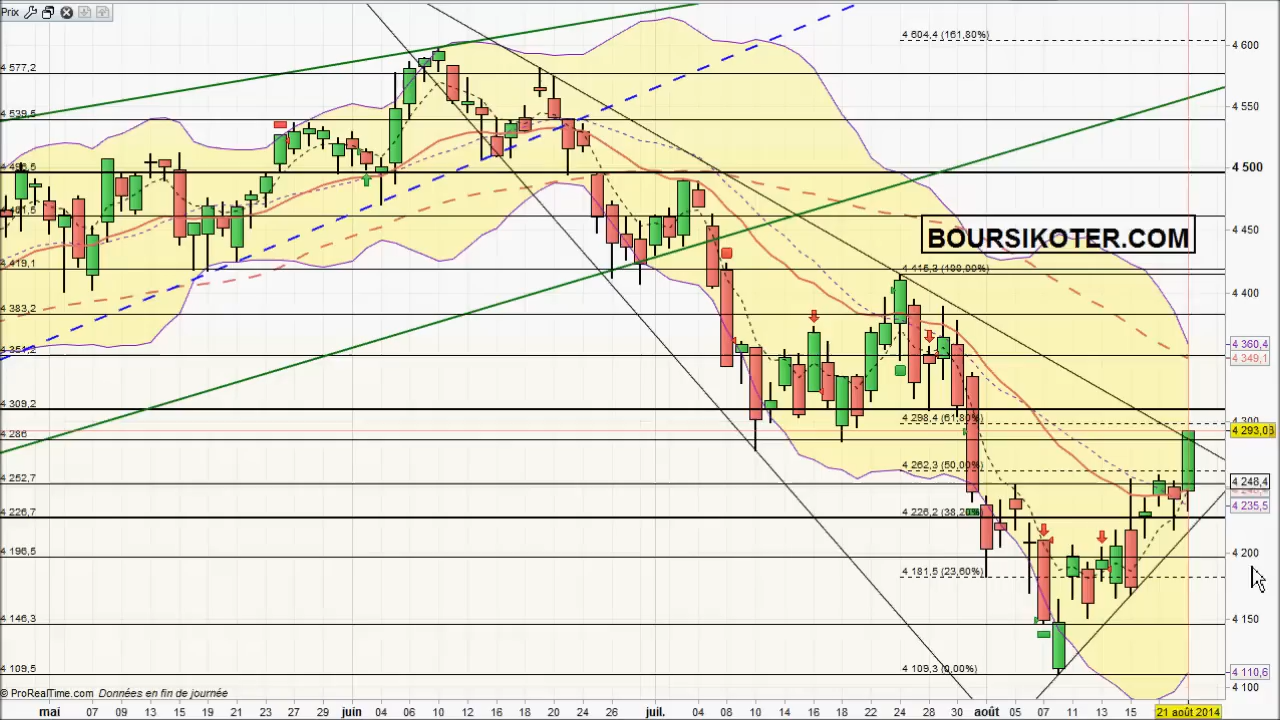 Prix
4 604,4 (161,80%)
4 577,2
4 539,5
4 419,1
4 415,3 (100,00%)
4 383,2
4 354,2
4 309,2
4 298,4 (61,80%)
4 286
4 262,3 (50,00%)
4 252,7
4 226,7
4 226,2 (38,20%)
4 196,5
4 181,5 (23,60%)
4 146,3
4 109,5
4 109,3 (0,00%)
BOURSIKOTER.COM
4 600
4 550
4 500
4 450
4 400
4 360,4
4 349,1
4 300
4 293,03
4 248,4
4 235,5
4 200
4 150
4 110,6
4 100
© ProRealTime.com Données en fin de journée
mai 07 09 13 15 19 21 23 27 29 juin 04 06 10 12 16 18 20 24 26 30 juil. 04 08 10 14 16 18 22 24 28 30 août 05 07 11 13 15 21 août 2014